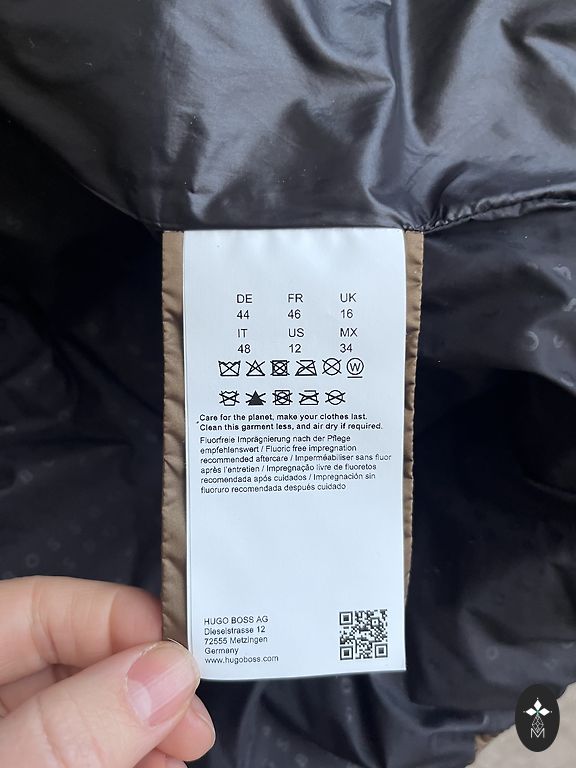 DE FR UK
44 46 16
IT US MX
48 12 34
W
Care for the planet, make your clothes last.
Clean this garment less, and air dry if required.
Fluorfreie Imprägnierung nach der Pflege
empfehlenswert / Fluoric free impregnation
recommended aftercare / Imperméabiliser sans fluor
après l'entretien / Impregnação livre de fluoretos
recomendada após cuidados / Impregnación sin
fluoruro recomendada después cuidado
HUGO BOSS AG
Dieselstrasse 12
72555 Metzingen
Germany
www.hugoboss.com
M